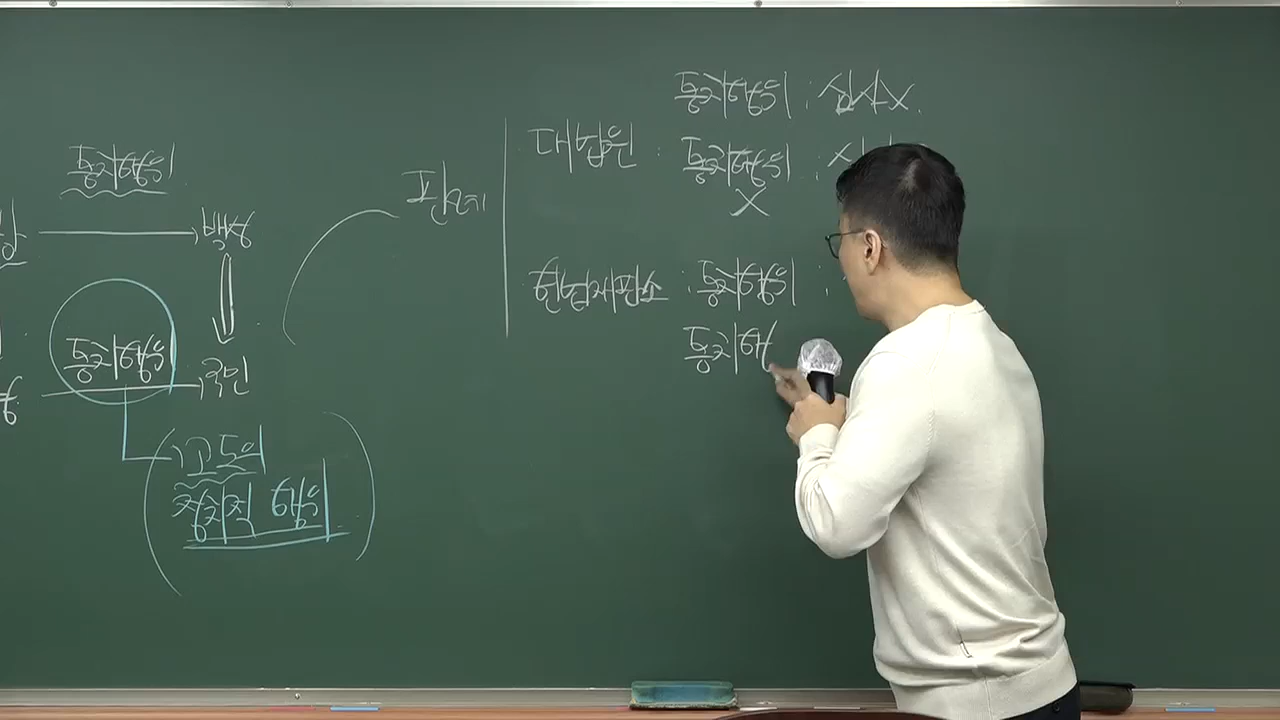 통치행위
백성
통치행위
국민
고도의
정치적 행위
판례
통치행위 : 심사X
대법원 : 통치행위 :
X
헌법재판소 : 통치행위 :
통치행